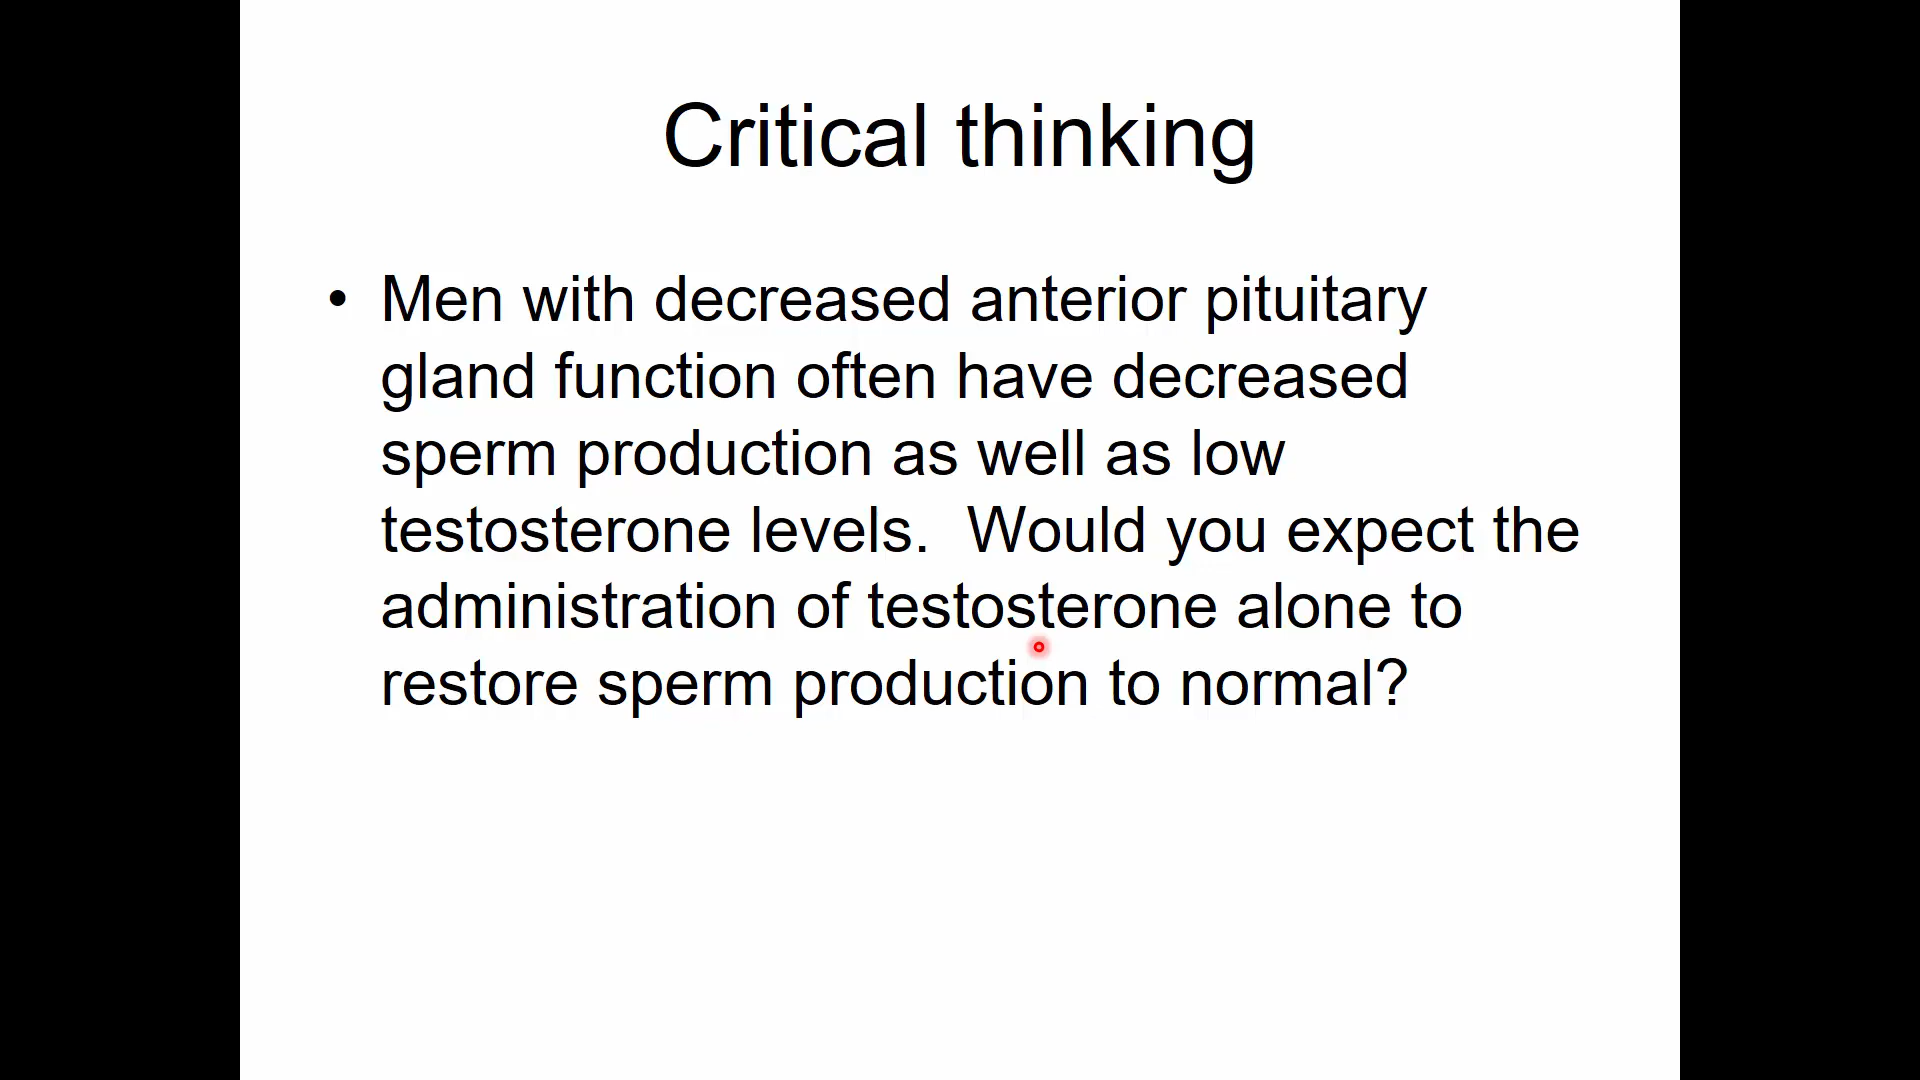 Critical thinking
• Men with decreased anterior pituitary
gland function often have decreased
sperm production as well as low
testosterone levels.  Would you expect the
administration of testosterone alone to
restore sperm production to normal?